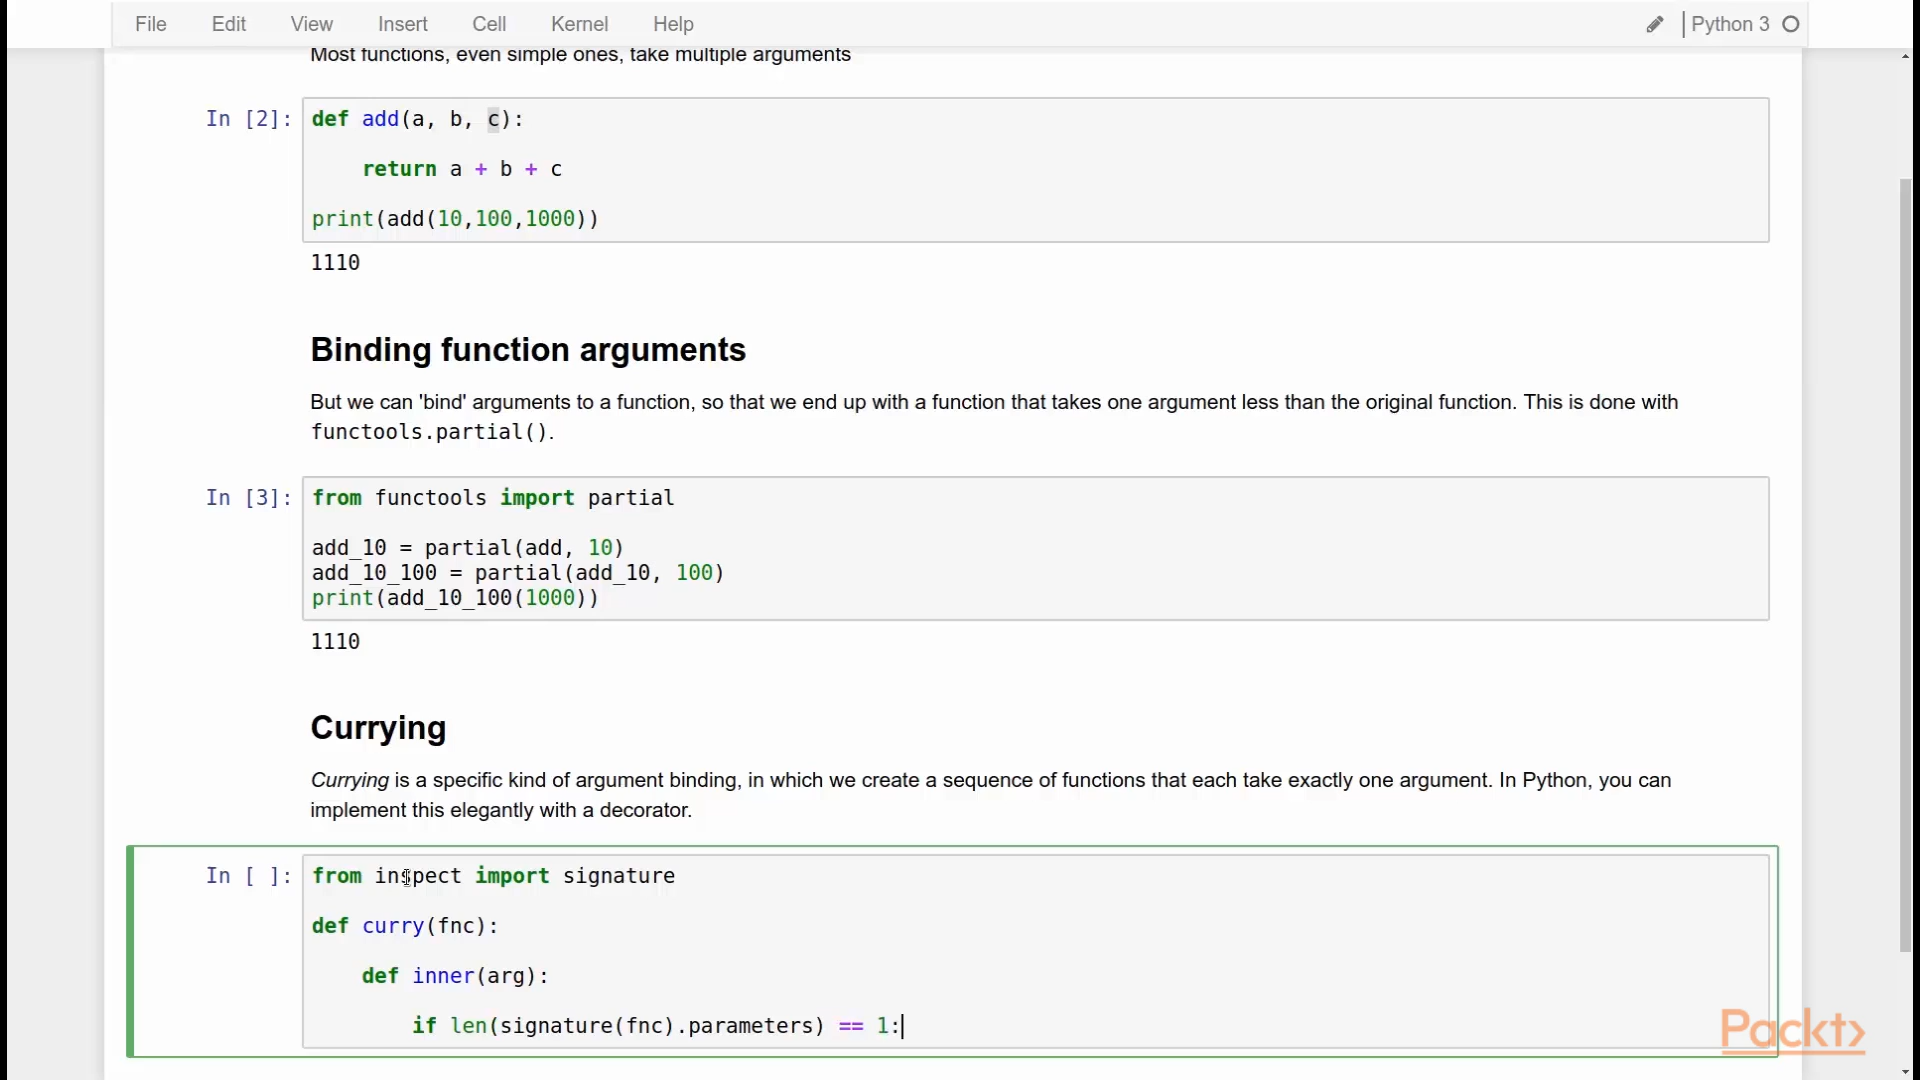 File Edit View Insert Cell Kernel Help Python 3
Most functions, even simple ones, take multiple arguments
In [2]: def add(a, b, c):
return a + b + c
print(add(10,100,1000))
1110
Binding function arguments
But we can 'bind' arguments to a function, so that we end up with a function that takes one argument less than the original function. This is done with
functools.partial().
In [3]: from functools import partial
add_10 = partial(add, 10)
add_10_100 = partial(add_10, 100)
print(add_10_100(1000))
1110
Currying
Currying is a specific kind of argument binding, in which we create a sequence of functions that each take exactly one argument. In Python, you can
implement this elegantly with a decorator.
In [ ]: from inspect import signature
def curry(fnc):
def inner(arg):
if len(signature(fnc).parameters) == 1:
Packt>